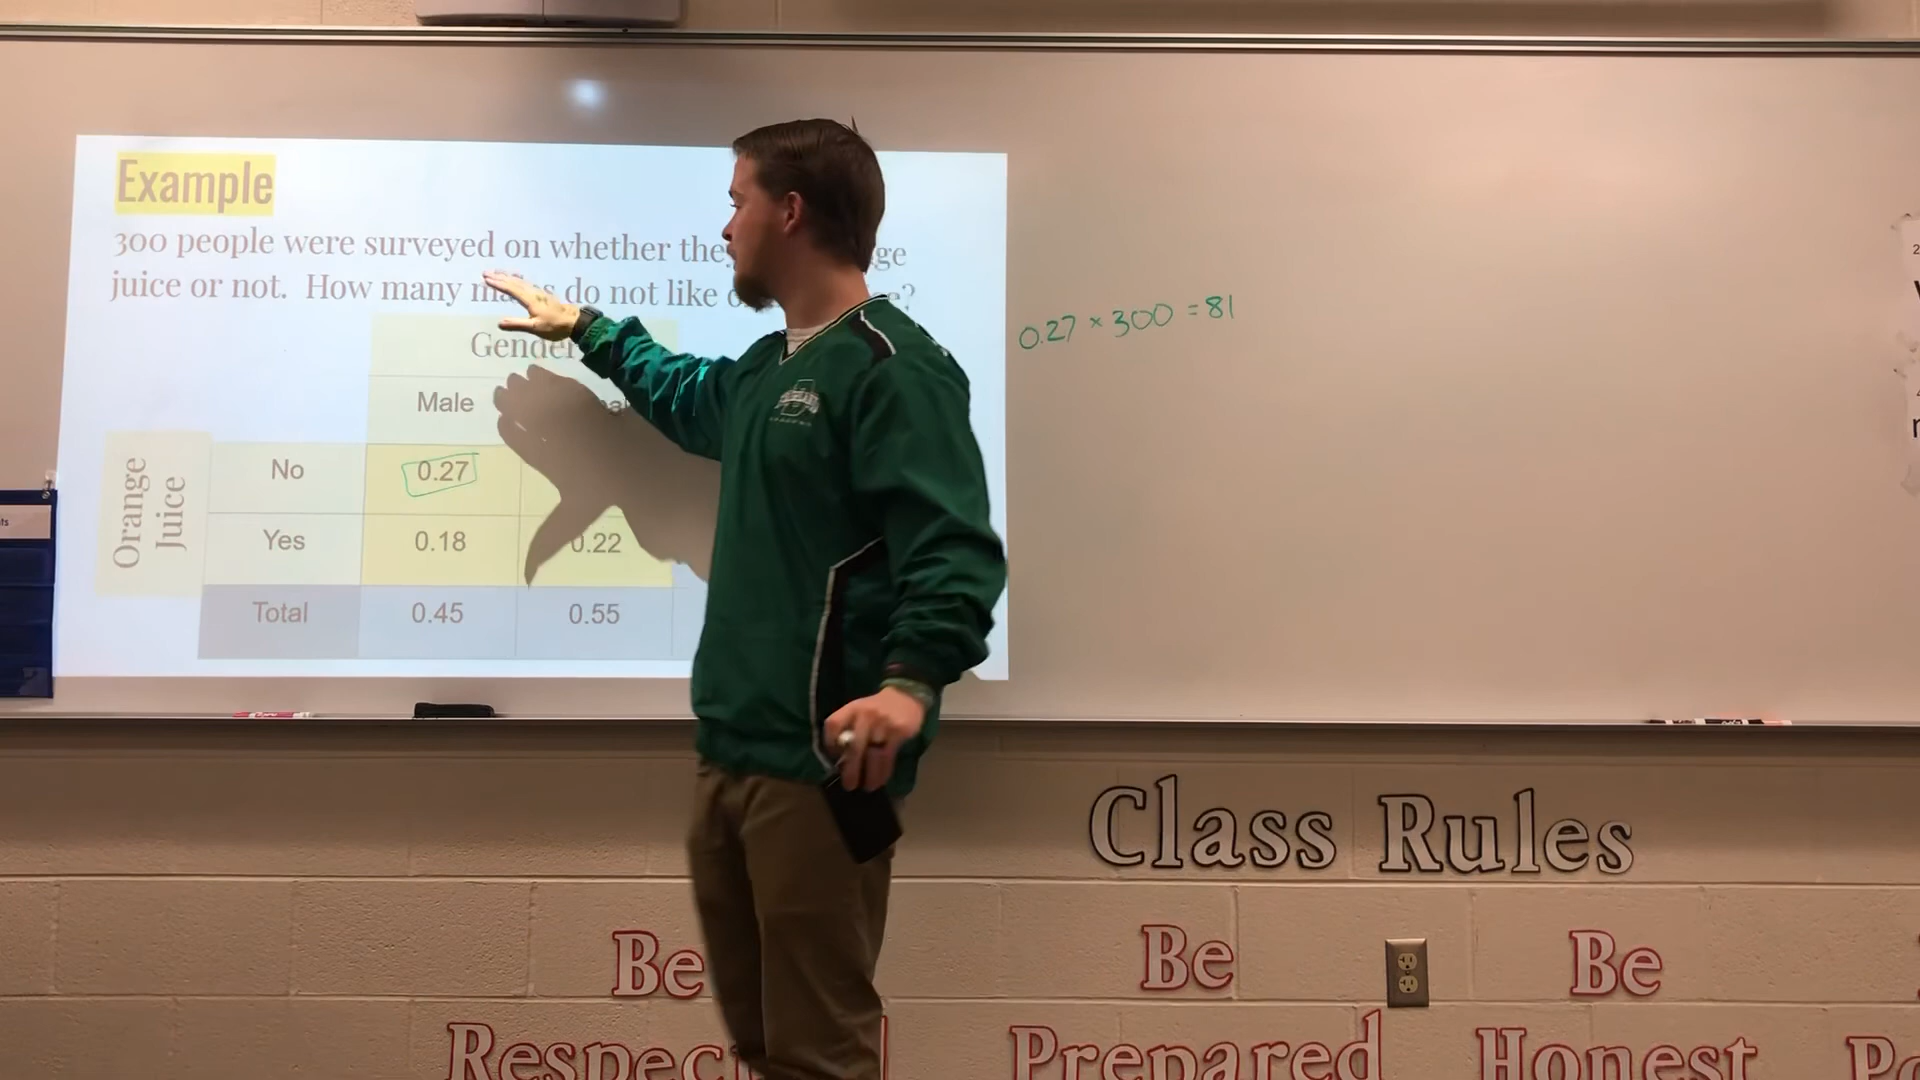 Example
300 people were surveyed on whether they
juice or not. How many males do not like
0.27 × 300 = 81
Gender
Male
Orange
Juice
No 0.27
Yes 0.18 0.22
Total 0.45 0.55
Class Rules
Be Be Be
Prepared Honest